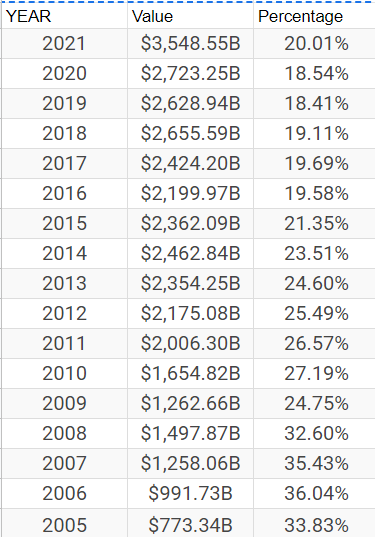 YEAR Value Percentage
2021 $3,548.55B 20.01%
2020 $2,723.25B 18.54%
2019 $2,628.94B 18.41%
2018 $2,655.59B 19.11%
2017 $2,424.20B 19.69%
2016 $2,199.97B 19.58%
2015 $2,362.09B 21.35%
2014 $2,462.84B 23.51%
2013 $2,354.25B 24.60%
2012 $2,175.08B 25.49%
2011 $2,006.30B 26.57%
2010 $1,654.82B 27.19%
2009 $1,262.66B 24.75%
2008 $1,497.87B 32.60%
2007 $1,258.06B 35.43%
2006 $991.73B 36.04%
2005 $773.34B 33.83%